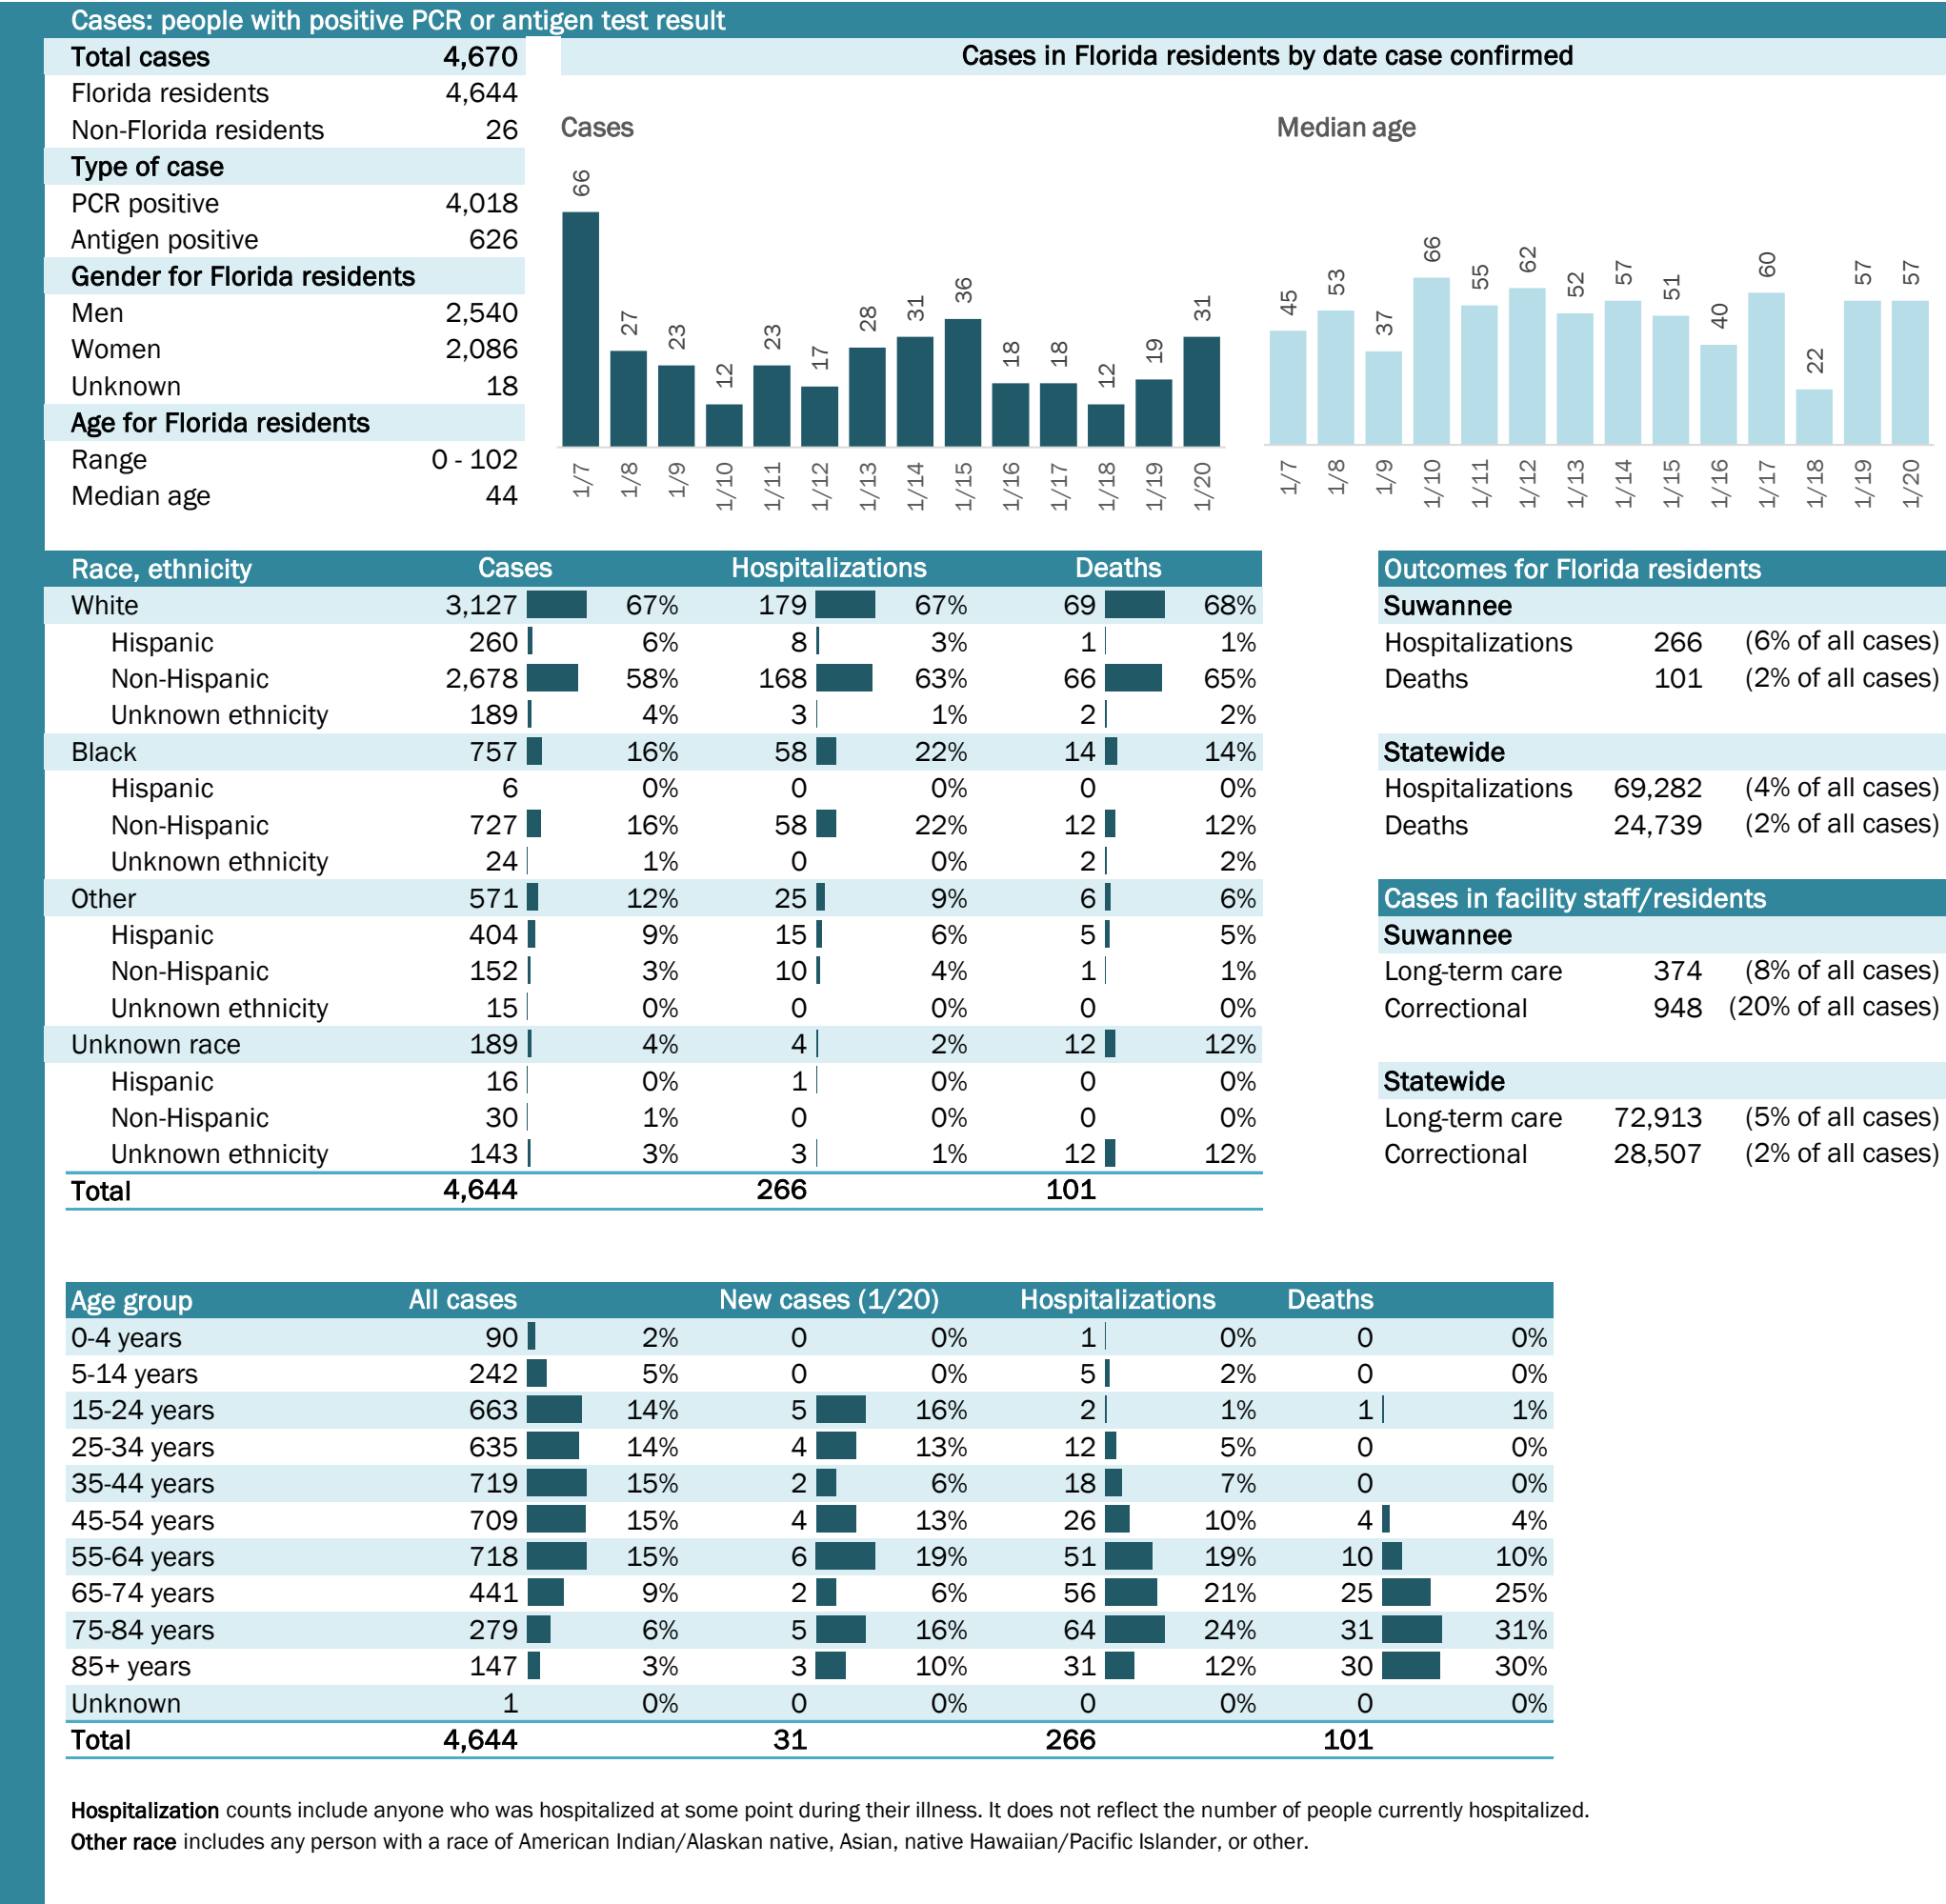 Cases: people with positive PCR or antigen test result
Total cases 4,670
Florida residents 4,644
Non-Florida residents 26
Type of case
PCR positive 4,018
Antigen positive 626
Gender for Florida residents
Men 2,540
Women 2,086
Unknown 18
Age for Florida residents
Range 0 - 102
Median age 44
Cases in Florida residents by date case confirmed
Cases
66 27 23 12 23 17 28 31 36 18 18 12 19 31
1/7 1/8 1/9 1/10 1/11 1/12 1/13 1/14 1/15 1/16 1/17 1/18 1/19 1/20
Median age
45 53 37 66 55 62 52 57 51 40 60 22 57 57
1/7 1/8 1/9 1/10 1/11 1/12 1/13 1/14 1/15 1/16 1/17 1/18 1/19 1/20
Race, ethnicity Cases Hospitalizations Deaths
White 3,127 67% 179 67% 69 68%
Hispanic 260 6% 8 3% 1 1%
Non-Hispanic 2,678 58% 168 63% 66 65%
Unknown ethnicity 189 4% 3 1% 2 2%
Black 757 16% 58 22% 14 14%
Hispanic 6 0% 0 0% 0 0%
Non-Hispanic 727 16% 58 22% 12 12%
Unknown ethnicity 24 1% 0 0% 2 2%
Other 571 12% 25 9% 6 6%
Hispanic 404 9% 15 6% 5 5%
Non-Hispanic 152 3% 10 4% 1 1%
Unknown ethnicity 15 0% 0 0% 0 0%
Unknown race 189 4% 4 2% 12 12%
Hispanic 16 0% 1 0% 0 0%
Non-Hispanic 30 1% 0 0% 0 0%
Unknown ethnicity 143 3% 3 1% 12 12%
Total 4,644 266 101
Outcomes for Florida residents
Suwannee
Hospitalizations 266 (6% of all cases)
Deaths 101 (2% of all cases)
Statewide
Hospitalizations 69,282 (4% of all cases)
Deaths 24,739 (2% of all cases)
Cases in facility staff/residents
Suwannee
Long-term care 374 (8% of all cases)
Correctional 948 (20% of all cases)
Statewide
Long-term care 72,913 (5% of all cases)
Correctional 28,507 (2% of all cases)
Age group All cases New cases (1/20) Hospitalizations Deaths
0-4 years 90 2% 0 0% 1 0% 0 0%
5-14 years 242 5% 0 0% 5 2% 0 0%
15-24 years 663 14% 5 16% 2 1% 1 1%
25-34 years 635 14% 4 13% 12 5% 0 0%
35-44 years 719 15% 2 6% 18 7% 0 0%
45-54 years 709 15% 4 13% 26 10% 4 4%
55-64 years 718 15% 6 19% 51 19% 10 10%
65-74 years 441 9% 2 6% 56 21% 25 25%
75-84 years 279 6% 5 16% 64 24% 31 31%
85+ years 147 3% 3 10% 31 12% 30 30%
Unknown 1 0% 0 0% 0 0% 0 0%
Total 4,644 31 266 101
Hospitalization counts include anyone who was hospitalized at some point during their illness. It does not reflect the number of people currently hospitalized.
Other race includes any person with a race of American Indian/Alaskan native, Asian, native Hawaiian/Pacific Islander, or other.